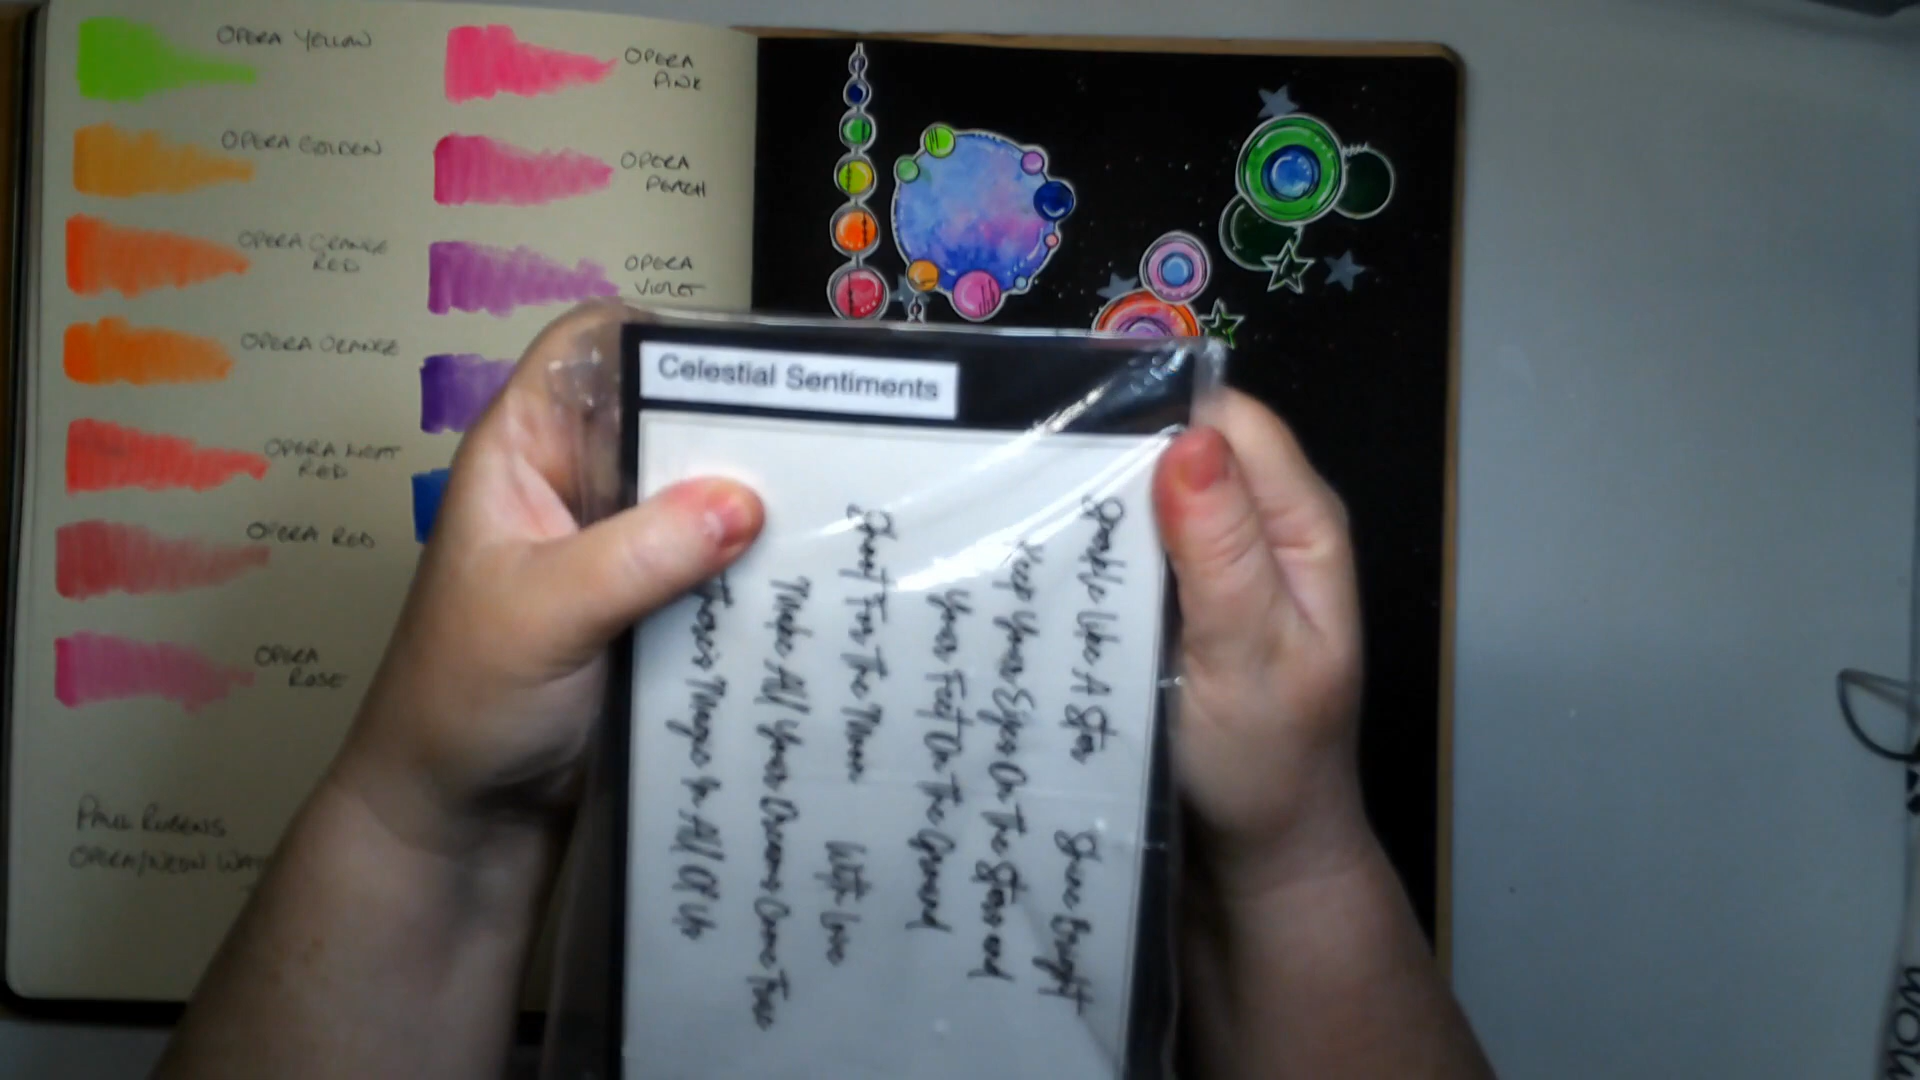 OPERA YELLOW
OPERA GOLDEN
OPERA ORANGE
RED
OPERA ORANGE
OPERA LIGHT
RED
OPERA RED
OPERA
ROSE
OPERA
PINK
OPERA
PEACH
OPERA
VIOLET
PAUL RUBENS
OPERA/NEON
Celestial Sentiments
Sparkle Like A Star
Shine Bright
Keep Your Eyes On The Stars and
Your Feet On The Ground
Shoot For The Moon
With Love
Make All Your Dreams Come True
There's Magic In All Of Us